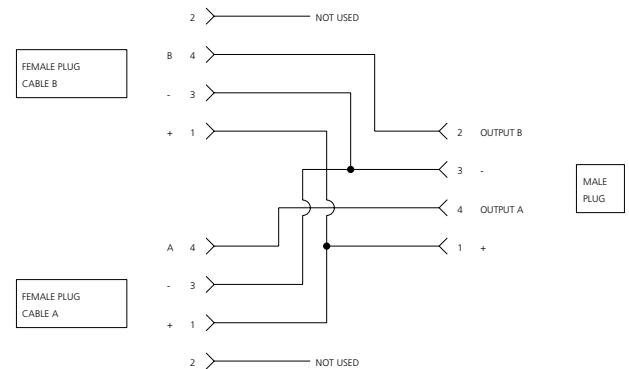 2 NOT USED
B 4
FEMALE PLUG
CABLE B
- 3
+ 1
2 OUTPUT B
3 -
MALE
PLUG
4 OUTPUT A
A 4
1 +
- 3
FEMALE PLUG
CABLE A
+ 1
2 NOT USED